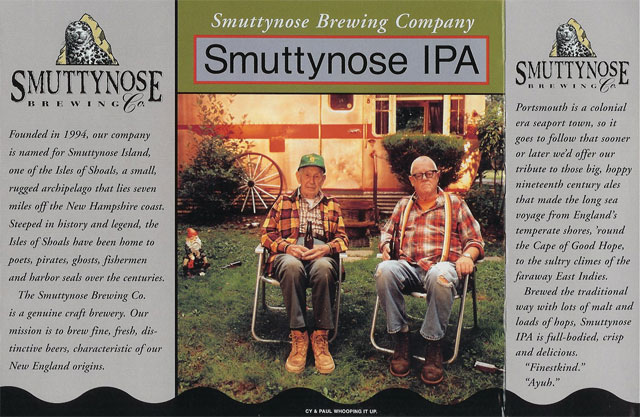 SMUTTYNOSE
BREWING Co.
Founded in 1994, our company
is named for Smuttynose Island,
one of the Isles of Shoals, a small,
rugged archipelago that lies seven
miles off the New Hampshire coast.
Steeped in history and legend, the
Isles of Shoals have been home to
poets, pirates, ghosts, fishermen
and harbor seals over the centuries.
The Smuttynose Brewing Co.
is a genuine craft brewery. Our
mission is to brew fine, fresh, dis-
tinctive beers, characteristic of our
New England origins.
Smuttynose Brewing Company
Smuttynose IPA
CY & PAUL WHOOPING IT UP.
SMUTTYNOSE
BREWING Co.
Portsmouth is a colonial
era seaport town, so it
goes to follow that sooner
or later we'd offer our
tribute to those big, hoppy
nineteenth century ales
that made the long sea
voyage from England's
temperate shores, 'round
the Cape of Good Hope,
to the sultry climes of the
faraway East Indies.
Brewed the traditional
way with lots of malt and
loads of hops, Smuttynose
IPA is full-bodied, crisp
and delicious.
"Finestkind."
"Ayuh."